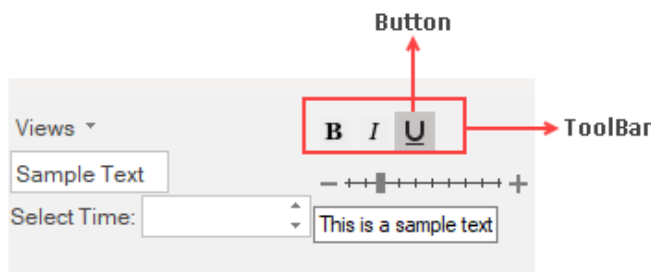 Button
Views
B I U
ToolBar
Sample Text
Select Time:
This is a sample text